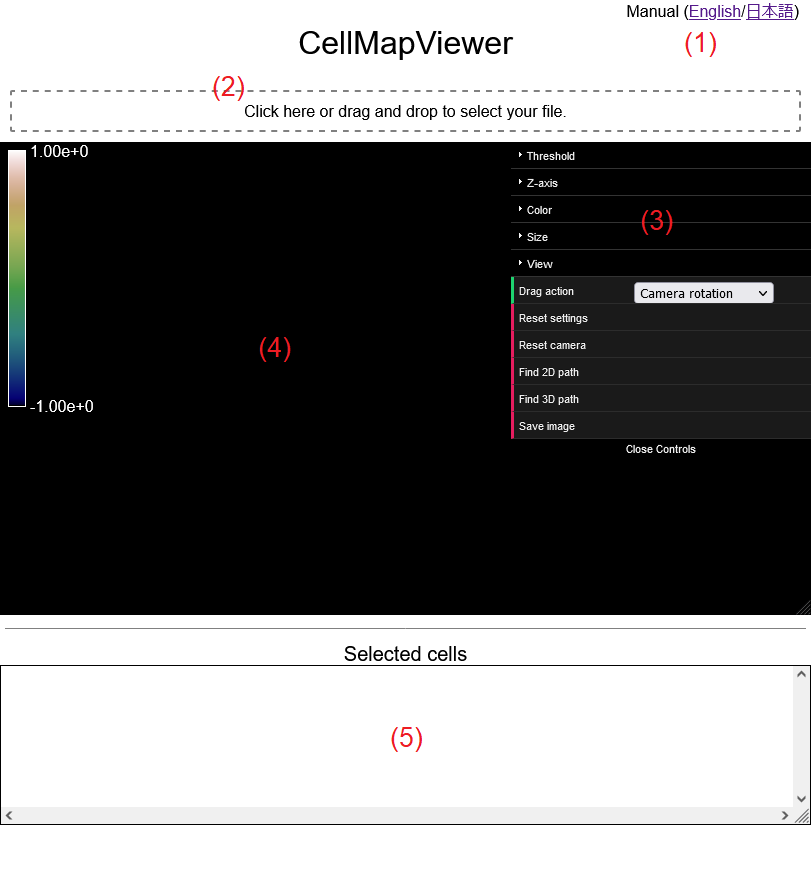 Manual (English/日本語)
(1)
CellMapViewer
(2)
Click here or drag and drop to select your file.
1.00e+0
Threshold
Z-axis
Color
(3)
Size
View
Drag action
Camera rotation
Reset settings
Reset camera
(4)
Find 2D path
Find 3D path
-1.00e+0
Save image
Close Controls
Selected cells
(5)